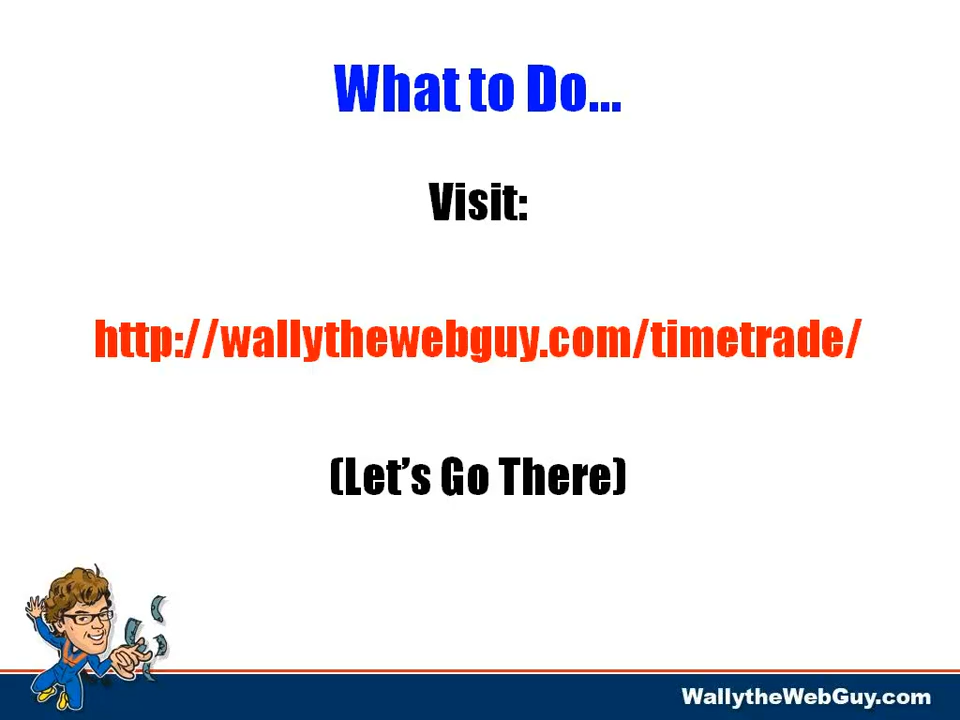 What to Do...
Visit:
http://wallythewebguy.com/timetrade/
(Let’s Go There)
WallytheWebGuy.com